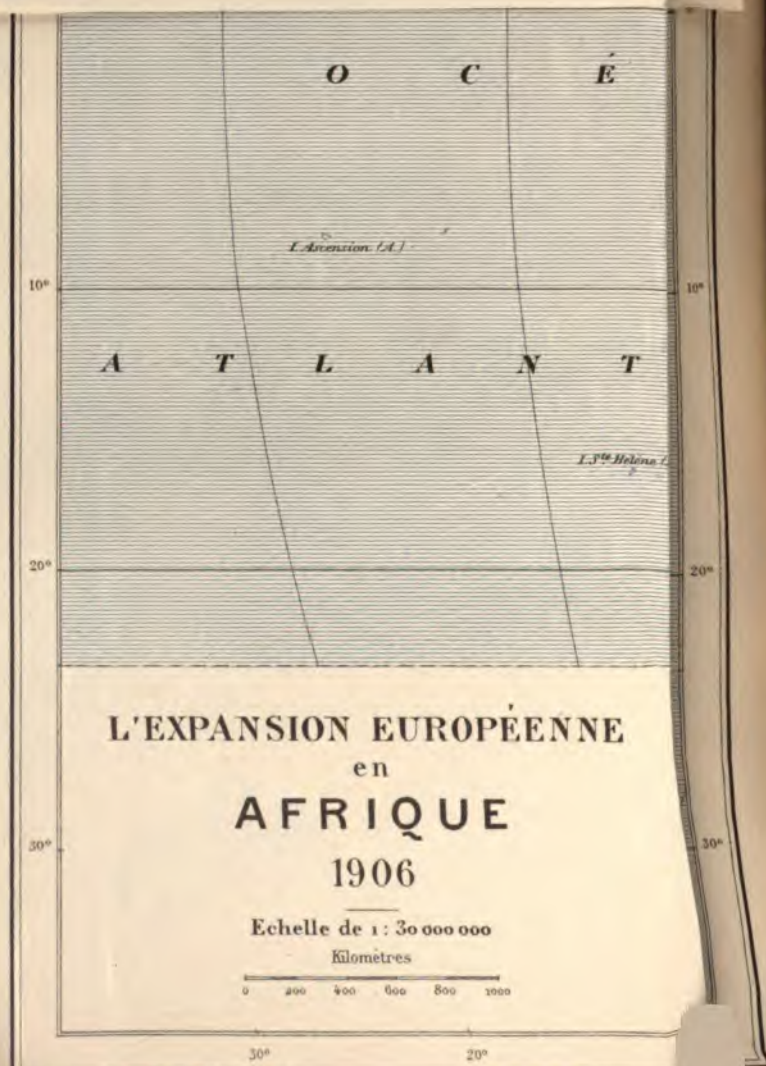 O C É
I. Ascension (A)
10° 10°
A T L A N T
I. Ste Hélène (
20° 20°
L'EXPANSION EUROPÉENNE
en
AFRIQUE
1906
30° 30°
Echelle de 1 : 30 000 000
Kilomètres
0 200 400 600 800 1000
30° 20°